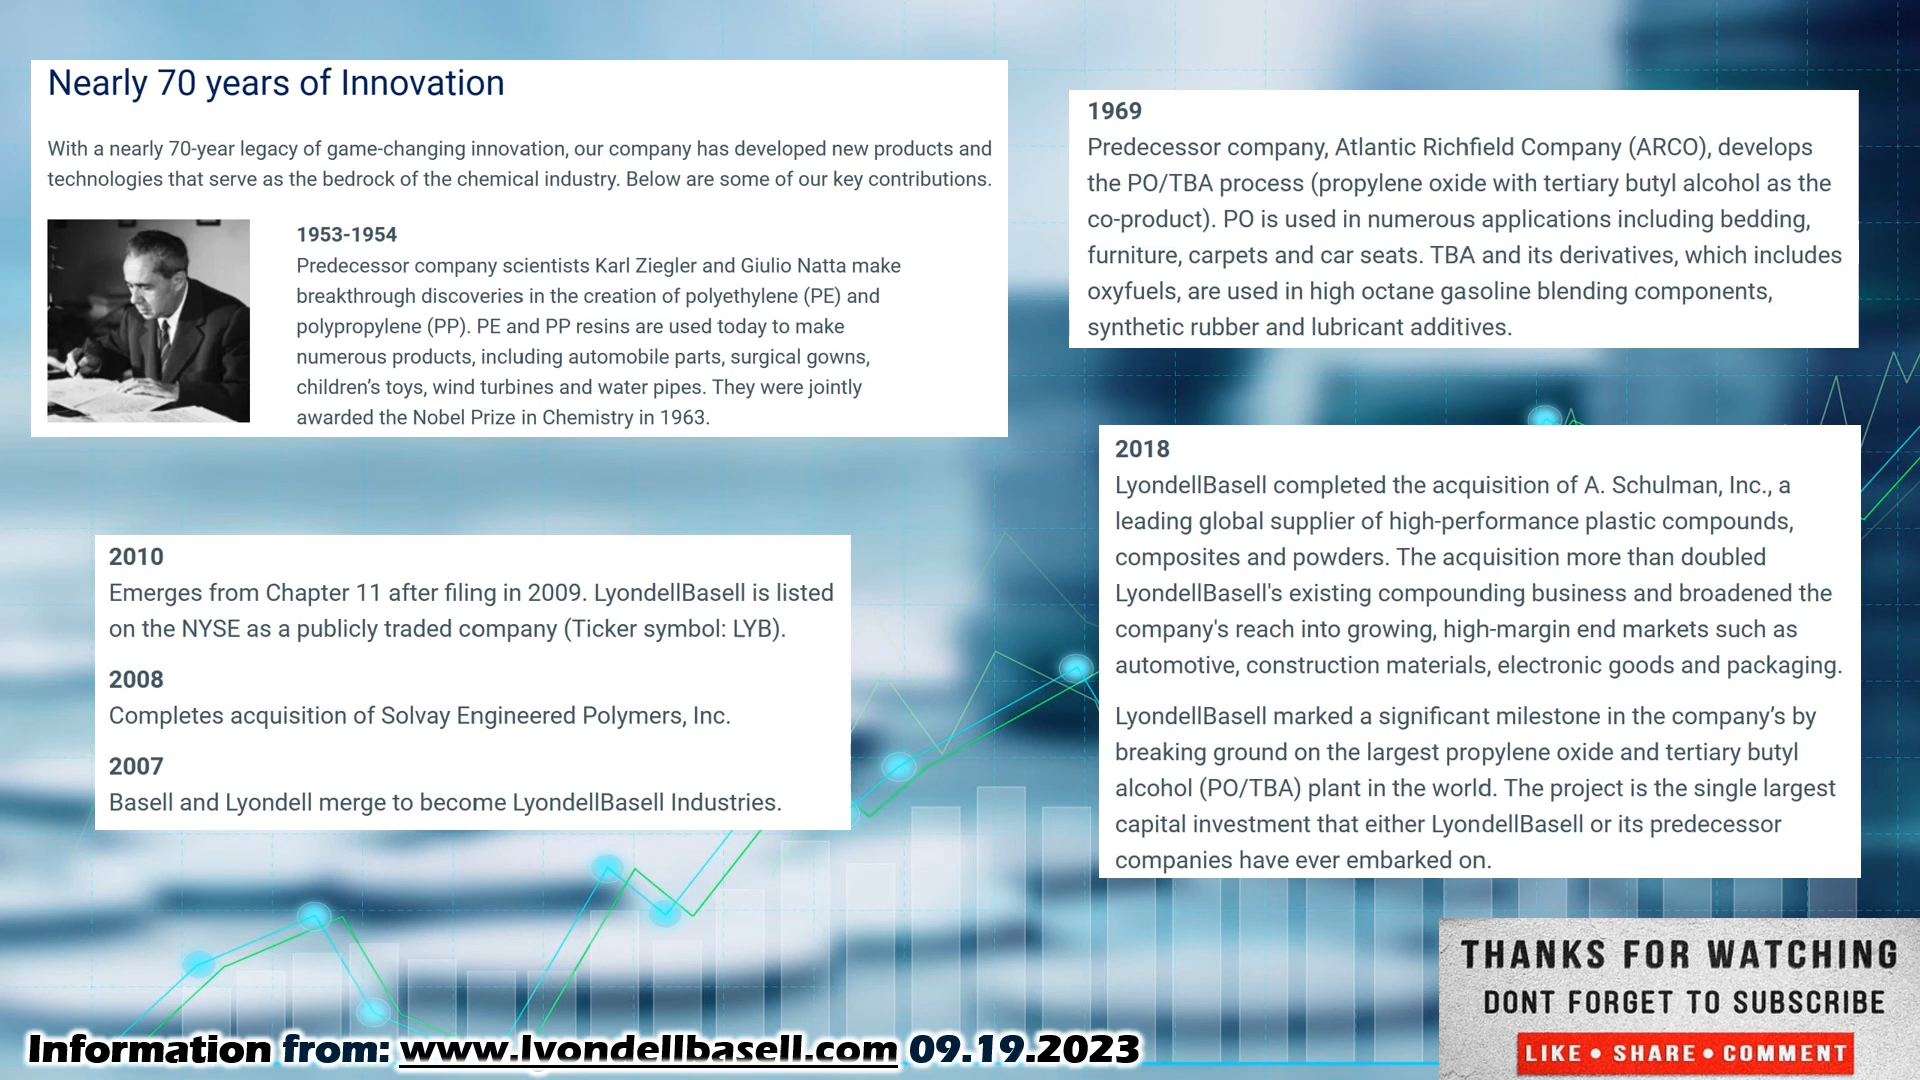 Nearly 70 years of Innovation
With a nearly 70-year legacy of game-changing innovation, our company has developed new products and
technologies that serve as the bedrock of the chemical industry. Below are some of our key contributions.
1953-1954
Predecessor company scientists Karl Ziegler and Giulio Natta make
breakthrough discoveries in the creation of polyethylene (PE) and
polypropylene (PP). PE and PP resins are used today to make
numerous products, including automobile parts, surgical gowns,
children’s toys, wind turbines and water pipes. They were jointly
awarded the Nobel Prize in Chemistry in 1963.
1969
Predecessor company, Atlantic Richfield Company (ARCO), develops
the PO/TBA process (propylene oxide with tertiary butyl alcohol as the
co-product). PO is used in numerous applications including bedding,
furniture, carpets and car seats. TBA and its derivatives, which includes
oxyfuels, are used in high octane gasoline blending components,
synthetic rubber and lubricant additives.
2010
Emerges from Chapter 11 after filing in 2009. LyondellBasell is listed
on the NYSE as a publicly traded company (Ticker symbol: LYB).
2008
Completes acquisition of Solvay Engineered Polymers, Inc.
2007
Basell and Lyondell merge to become LyondellBasell Industries.
2018
LyondellBasell completed the acquisition of A. Schulman, Inc., a
leading global supplier of high-performance plastic compounds,
composites and powders. The acquisition more than doubled
LyondellBasell's existing compounding business and broadened the
company's reach into growing, high-margin end markets such as
automotive, construction materials, electronic goods and packaging.
LyondellBasell marked a significant milestone in the company’s by
breaking ground on the largest propylene oxide and tertiary butyl
alcohol (PO/TBA) plant in the world. The project is the single largest
capital investment that either LyondellBasell or its predecessor
companies have ever embarked on.
Information from: www.lyondellbasell.com 09.19.2023
THANKS FOR WATCHING
DONT FORGET TO SUBSCRIBE
LIKE • SHARE • COMMENT